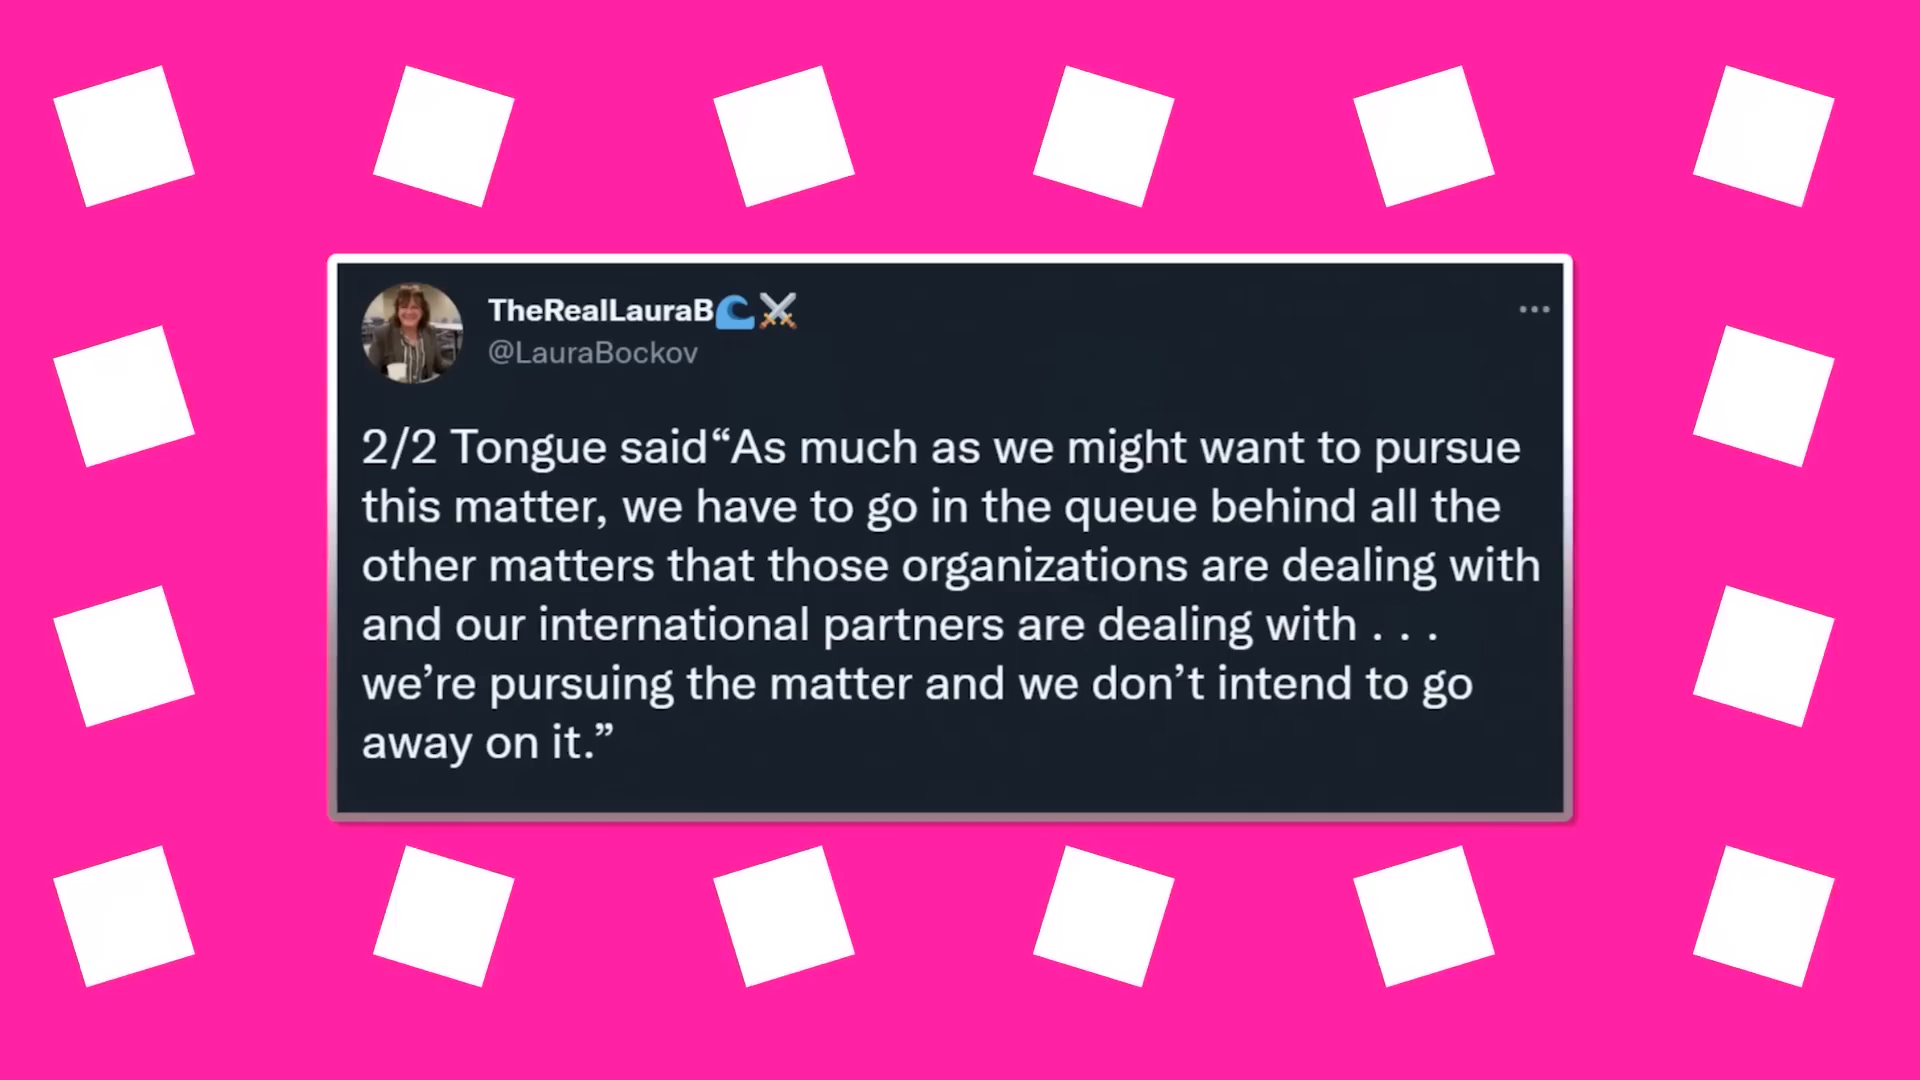 TheRealLauraB🌊⚔️
@LauraBockov
2/2 Tongue said“As much as we might want to pursue
this matter, we have to go in the queue behind all the
other matters that those organizations are dealing with
and our international partners are dealing with . . .
we’re pursuing the matter and we don’t intend to go
away on it.”